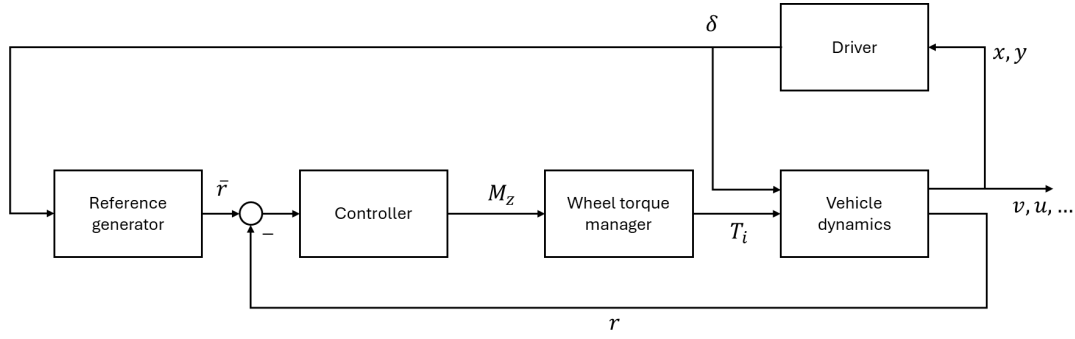 δ
Driver
x, y
Reference
generator
r̄
−
Controller
M_z
Wheel torque
manager
T_i
Vehicle
dynamics
v, u, ...
r